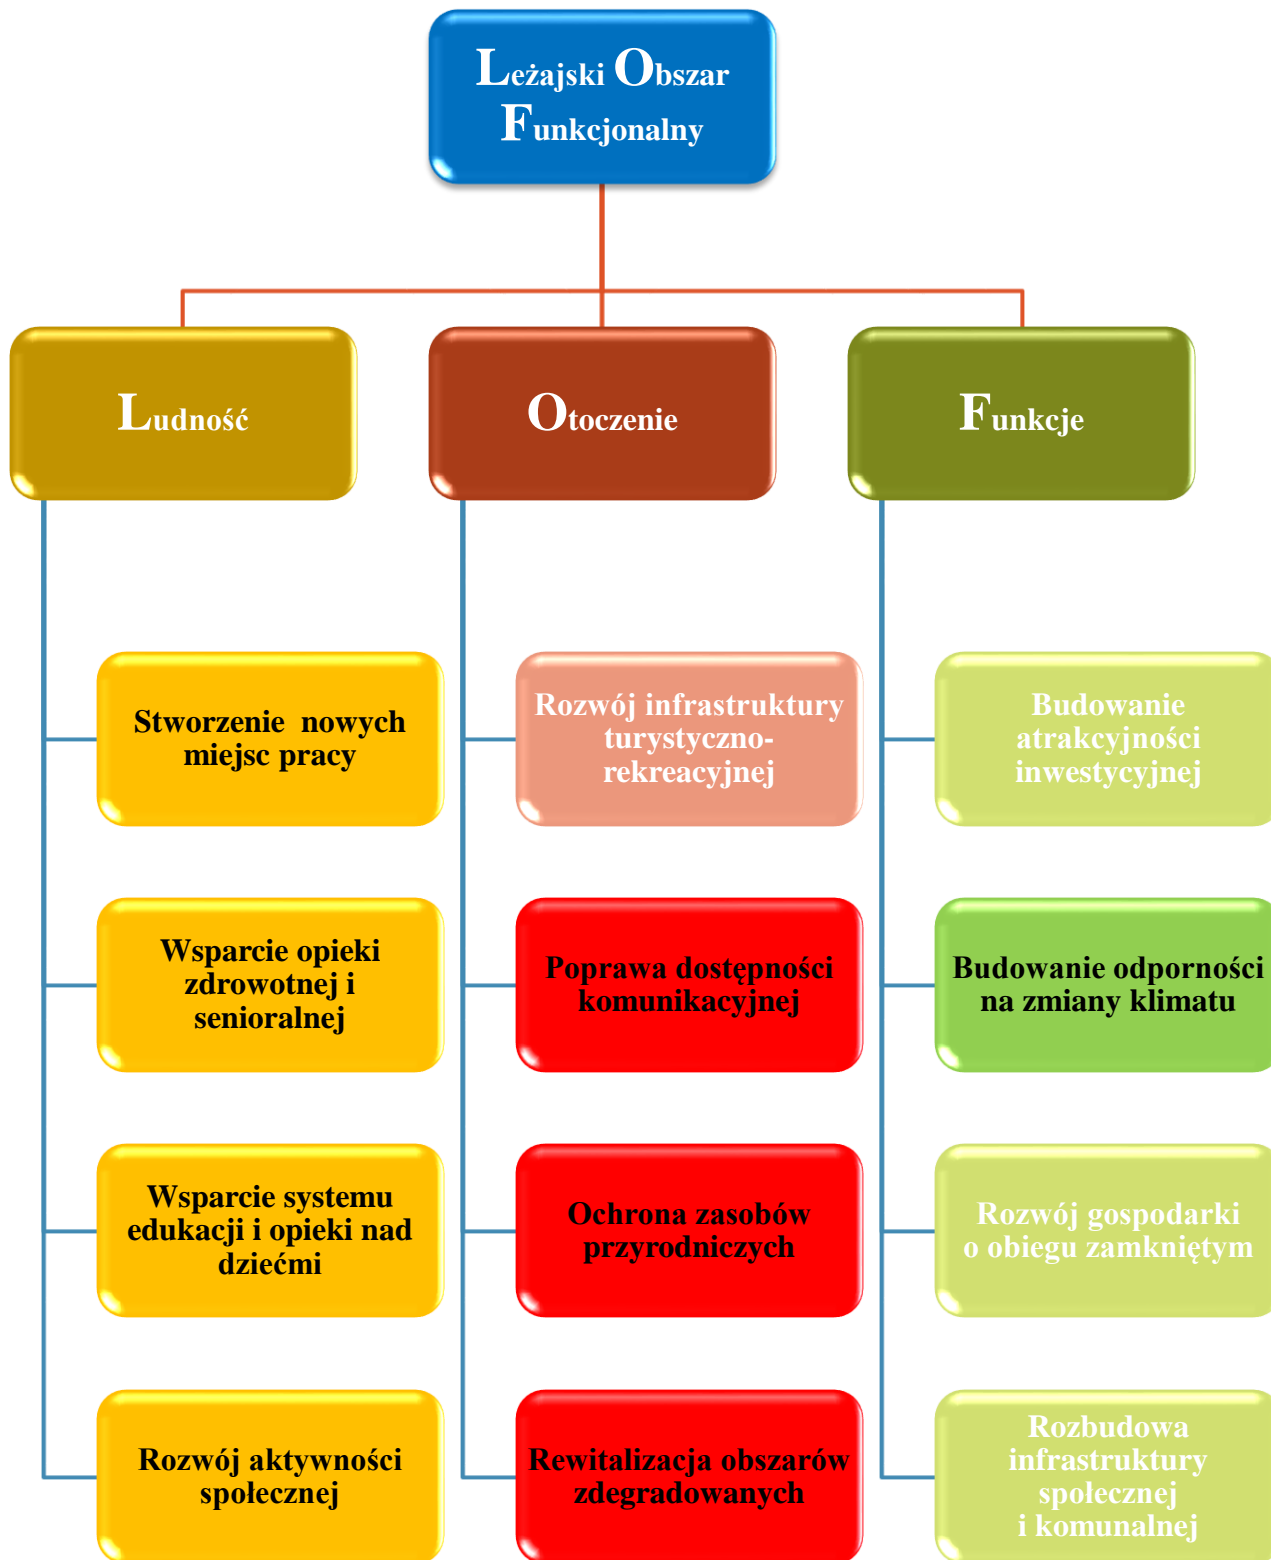 Leżajski Obszar
Funkcjonalny
Ludność
Otoczenie
Funkcje
Stworzenie nowych
miejsc pracy
Wsparcie opieki
zdrowotnej i
senioralnej
Wsparcie systemu
edukacji i opieki nad
dziećmi
Rozwój aktywności
społecznej
Rozwój infrastruktury
turystyczno-
rekreacyjnej
Poprawa dostępności
komunikacyjnej
Ochrona zasobów
przyrodniczych
Rewitalizacja obszarów
zdegradowanych
Budowanie
atrakcyjności
inwestycyjnej
Budowanie odporności
na zmiany klimatu
Rozwój gospodarki
o obiegu zamkniętym
Rozbudowa
infrastruktury
społecznej
i komunalnej